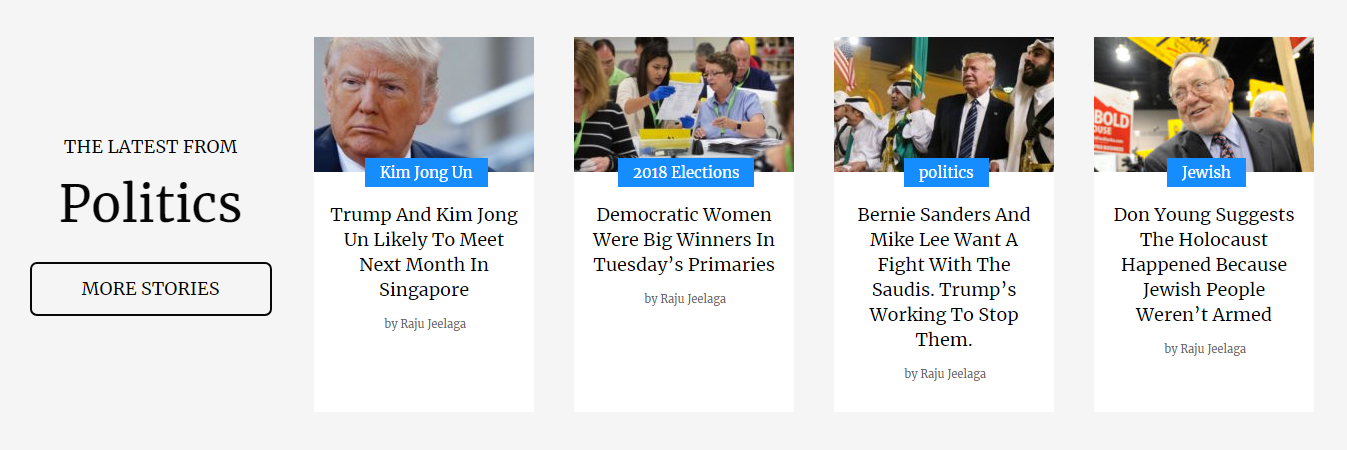 THE LATEST FROM
Politics
MORE STORIES
Kim Jong Un
Trump And Kim Jong
Un Likely To Meet
Next Month In
Singapore
by Raju Jeelaga
2018 Elections
Democratic Women
Were Big Winners In
Tuesday’s Primaries
by Raju Jeelaga
politics
Bernie Sanders And
Mike Lee Want A
Fight With The
Saudis. Trump’s
Working To Stop
Them.
by Raju Jeelaga
BOLD
Jewish
Don Young Suggests
The Holocaust
Happened Because
Jewish People
Weren’t Armed
by Raju Jeelaga